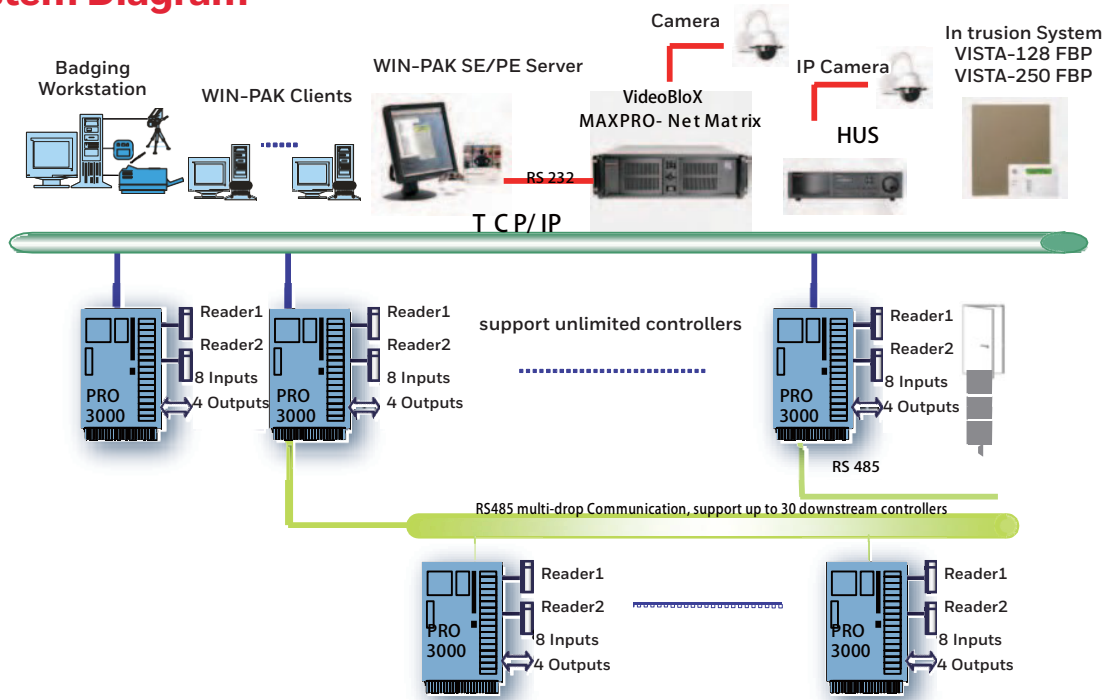 stem Diagram
Camera
In trusion System
VISTA-128 FBP
VISTA-250 FBP
Badging
Workstation
WIN-PAK Clients
WIN-PAK SE/PE Server
IP Camera
VideoBloX
MAXPRO- Net Mat rix
HUS
RS 232
T C P/ IP
Reader1
Reader2
8 Inputs
4 Outputs
PRO
3000
Reader1
Reader2
8 Inputs
4 Outputs
PRO
3000
support unlimited controllers
Reader1
Reader2
8 Inputs
4 Outputs
PRO
3000
RS 485
RS485 multi-drop Communication, support up to 30 downstream controllers
Reader1
Reader2
8 Inputs
4 Outputs
PRO
3000
Reader1
Reader2
8 Inputs
4 Outputs
PRO
3000